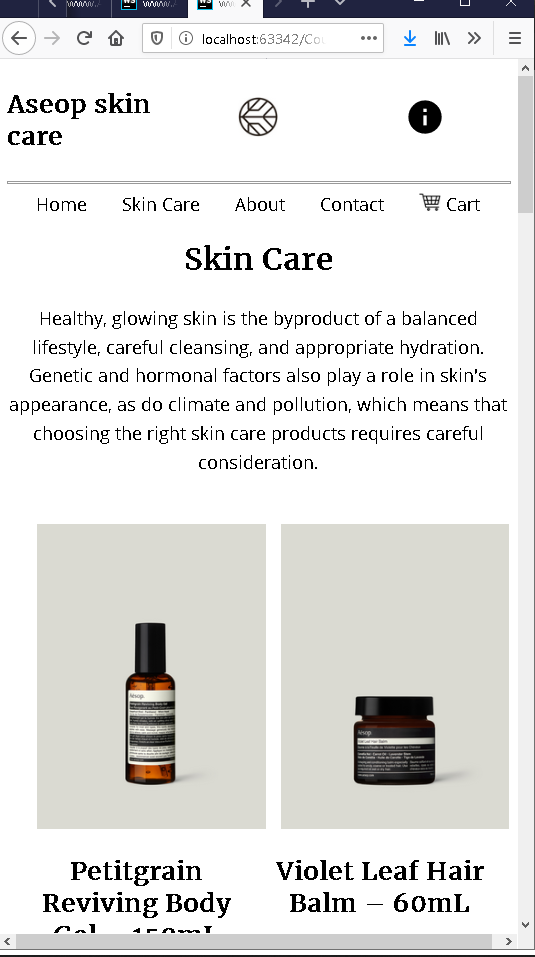 localhost:63342/Cou
Aseop skin
care
Home Skin Care About Contact Cart
Skin Care
Healthy, glowing skin is the byproduct of a balanced
lifestyle, careful cleansing, and appropriate hydration.
Genetic and hormonal factors also play a role in skin's
appearance, as do climate and pollution, which means that
choosing the right skin care products requires careful
consideration.
Aesop.
Aesop.
Petitgrain
Reviving Body
Gel – 150mL
Violet Leaf Hair
Balm – 60mL